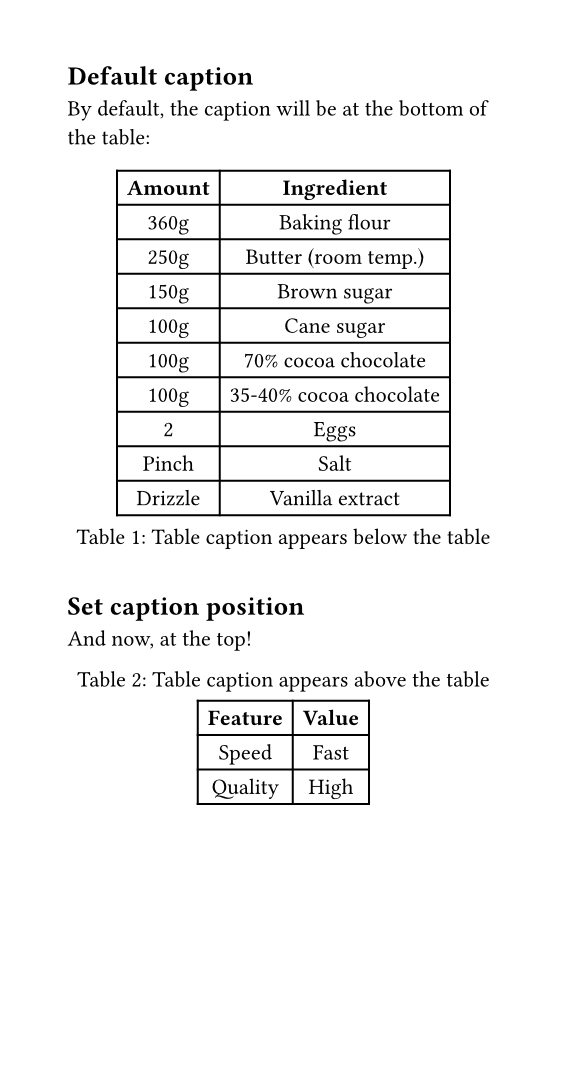 Default caption
By default, the caption will be at the bottom of
the table:
Amount Ingredient
360g Baking flour
250g Butter (room temp.)
150g Brown sugar
100g Cane sugar
100g 70% cocoa chocolate
100g 35-40% cocoa chocolate
2 Eggs
Pinch Salt
Drizzle Vanilla extract
Table 1: Table caption appears below the table
Set caption position
And now, at the top!
Table 2: Table caption appears above the table
Feature Value
Speed Fast
Quality High